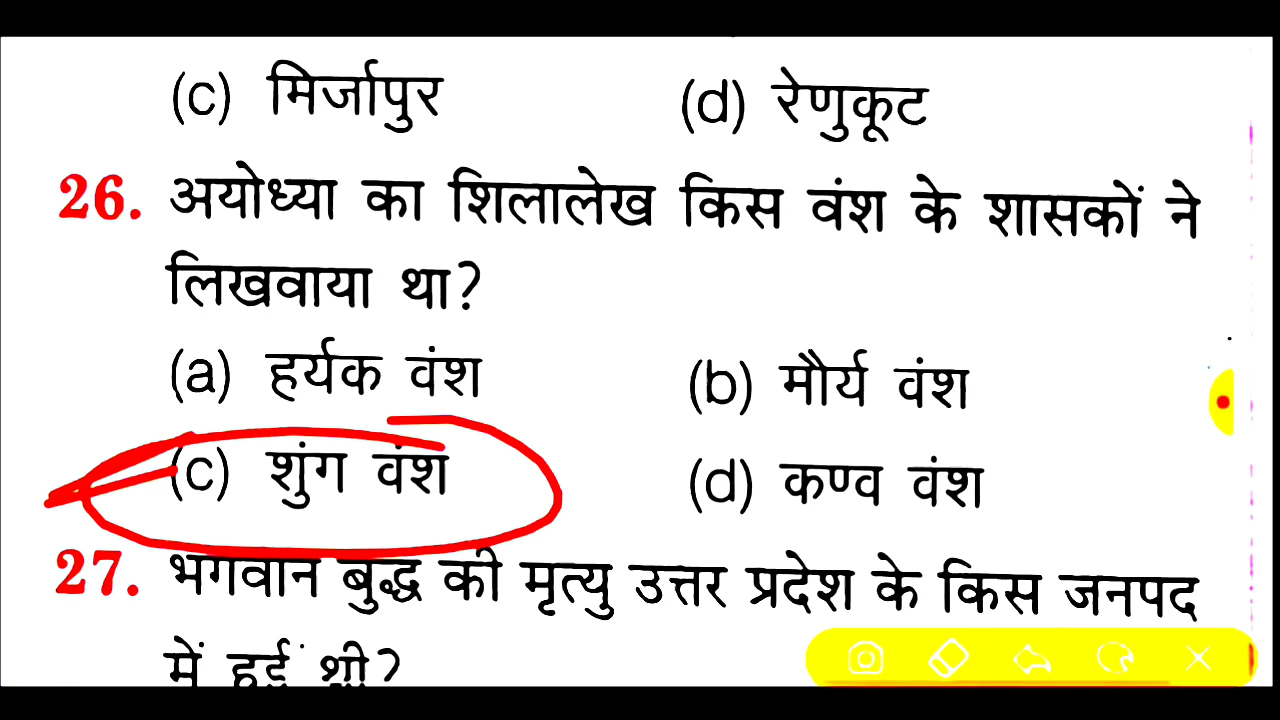 (c) मिर्जापुर (d) रेणुकूट
26. अयोध्या का शिलालेख किस वंश के शासकों ने
लिखवाया था?
(a) हर्यक वंश (b) मौर्य वंश
(c) शुंग वंश (d) कण्व वंश
27. भगवान बुद्ध की मृत्यु उत्तर प्रदेश के किस जनपद
में हुई थी?